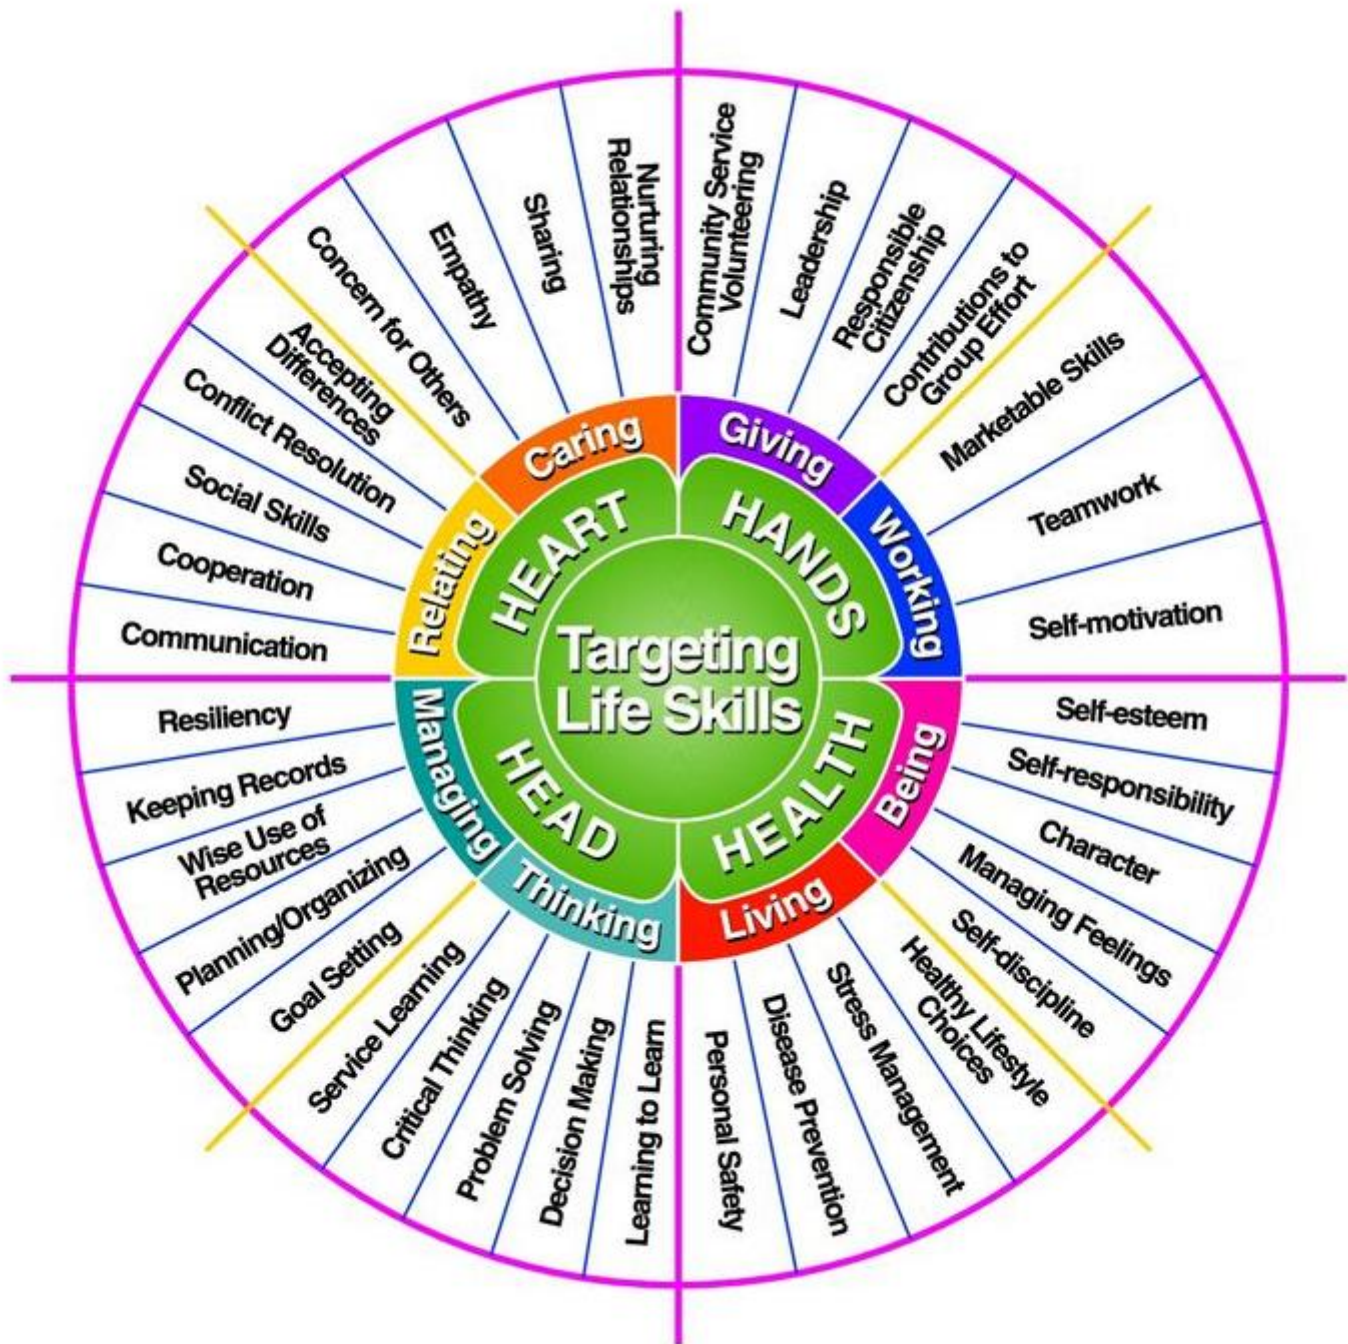 Targeting
Life Skills
HEART
Caring
Nurturing
Relationships
Sharing
Empathy
Concern for Others
Relating
Accepting
Differences
Conflict Resolution
Social Skills
Cooperation
Communication
HANDS
Giving
Community Service
Volunteering
Leadership
Responsible
Citizenship
Contributions to
Group Effort
Working
Marketable Skills
Teamwork
Self-motivation
HEALTH
Being
Self-esteem
Self-responsibility
Character
Managing Feelings
Self-discipline
Living
Healthy Lifestyle
Choices
Stress Management
Disease Prevention
Personal Safety
HEAD
Thinking
Learning to Learn
Decision Making
Problem Solving
Critical Thinking
Service Learning
Managing
Goal Setting
Planning/Organizing
Wise Use of
Resources
Keeping Records
Resiliency